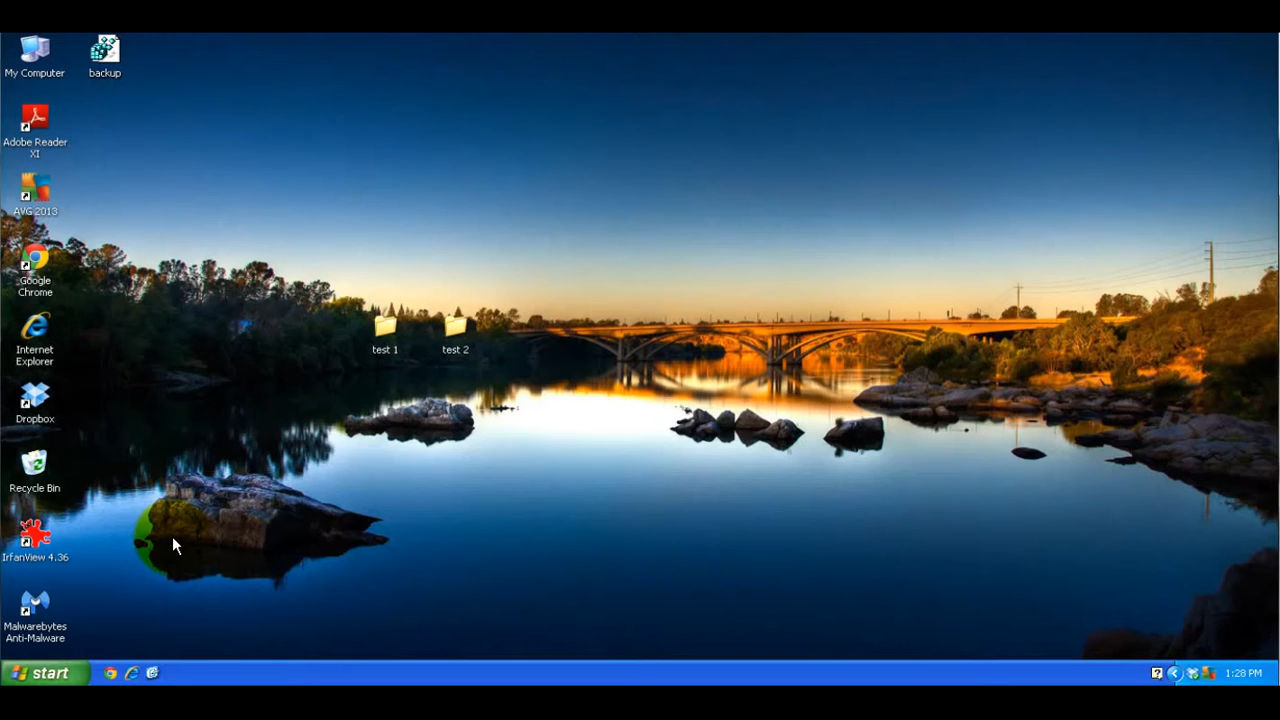 My Computer
backup
Adobe Reader
XI
AVG 2013
Google
Chrome
Internet
Explorer
test 1
test 2
Dropbox
Recycle Bin
IrfanView 4.36
Malwarebytes
Anti-Malware
start
1:28 PM